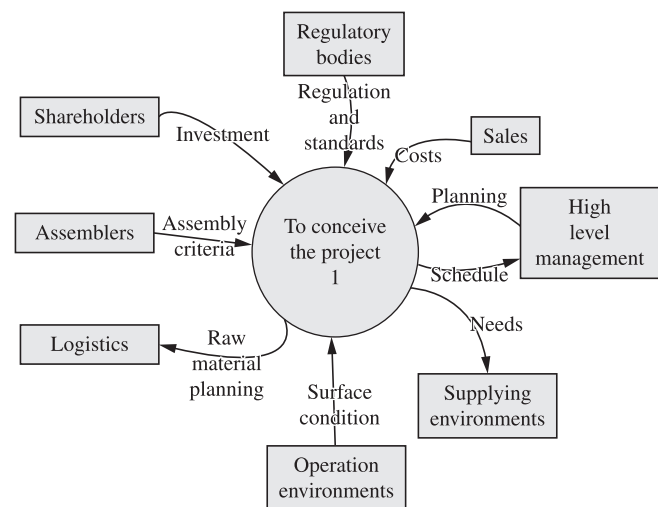 Regulatory
bodies
Regulation
and
standards
Shareholders
Investment
Sales
Costs
Planning
High
level
management
Schedule
Assemblers
Assembly
criteria
To conceive
the project
1
Needs
Logistics
Raw
material
planning
Surface
condition
Supplying
environments
Operation
environments